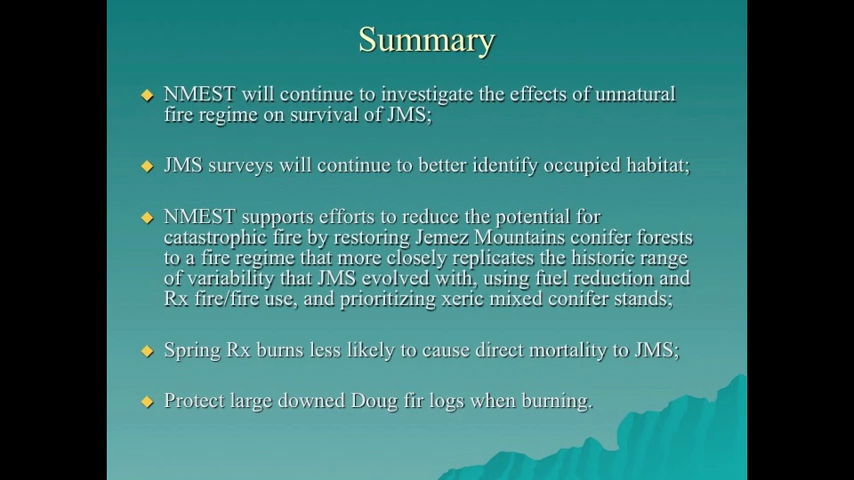 Summary
NMEST will continue to investigate the effects of unnatural
fire regime on survival of JMS;
JMS surveys will continue to better identify occupied habitat;
NMEST supports efforts to reduce the potential for
catastrophic fire by restoring Jemez Mountains conifer forests
to a fire regime that more closely replicates the historic range
of variability that JMS evolved with, using fuel reduction and
Rx fire/fire use, and prioritizing xeric mixed conifer stands;
Spring Rx burns less likely to cause direct mortality to JMS;
Protect large downed Doug fir logs when burning.